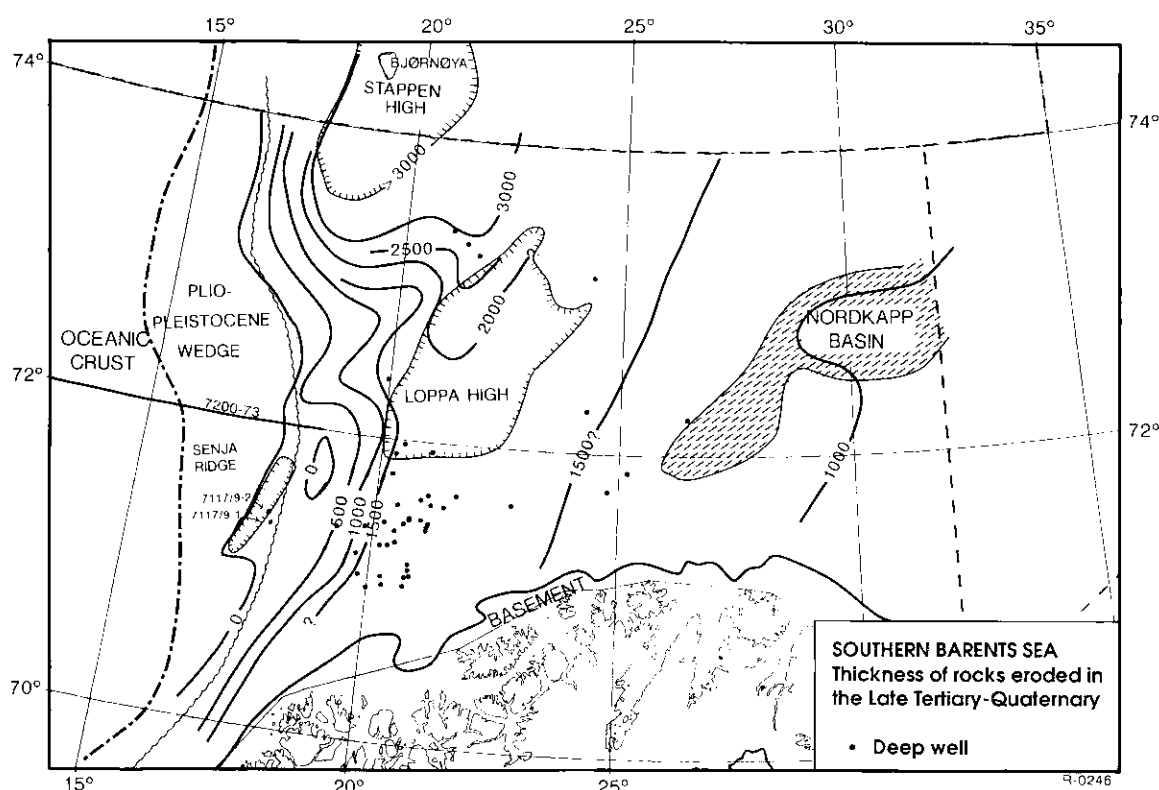 15°
20°
25°
30°
35°
74°
BJØRNØYA
STAPPEN
HIGH
74°
> 3000
3000
2500
?
2000
PLIO-
PLEISTOCENE
WEDGE
OCEANIC
CRUST
NORDKAPP
BASIN
72°
LOPPA HIGH
7200-73
72°
SENJA
RIDGE
0
1500?
1000
7117/9-2
7117/9-1
500
1000
1500
BASEMENT
0
?
70°
SOUTHERN BARENTS SEA
Thickness of rocks eroded in
the Late Tertiary-Quaternary
• Deep well
15°
20°
25°
R-0246